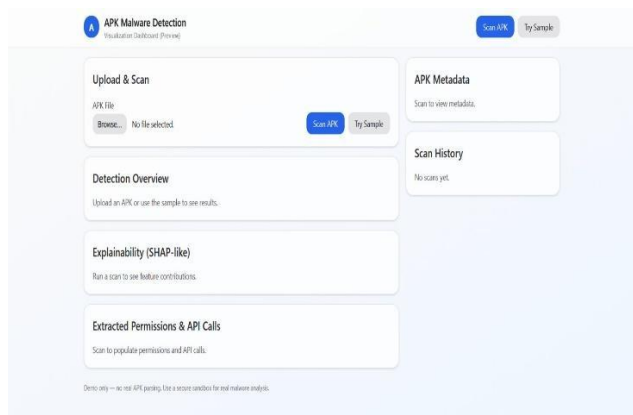 A
APK Malware Detection
Visualization Dashboard (Preview)
Scan APK
Try Sample
Upload & Scan
APK File
Browse...
No file selected.
Scan APK
Try Sample
Detection Overview
Upload an APK or use the sample to see results.
Explainability (SHAP-like)
Run a scan to see feature contributions.
Extracted Permissions & API Calls
Scan to populate permissions and API calls.
APK Metadata
Scan to view metadata.
Scan History
No scans yet.
Demo only — no real APK parsing. Use a secure sandbox for real malware analysis.